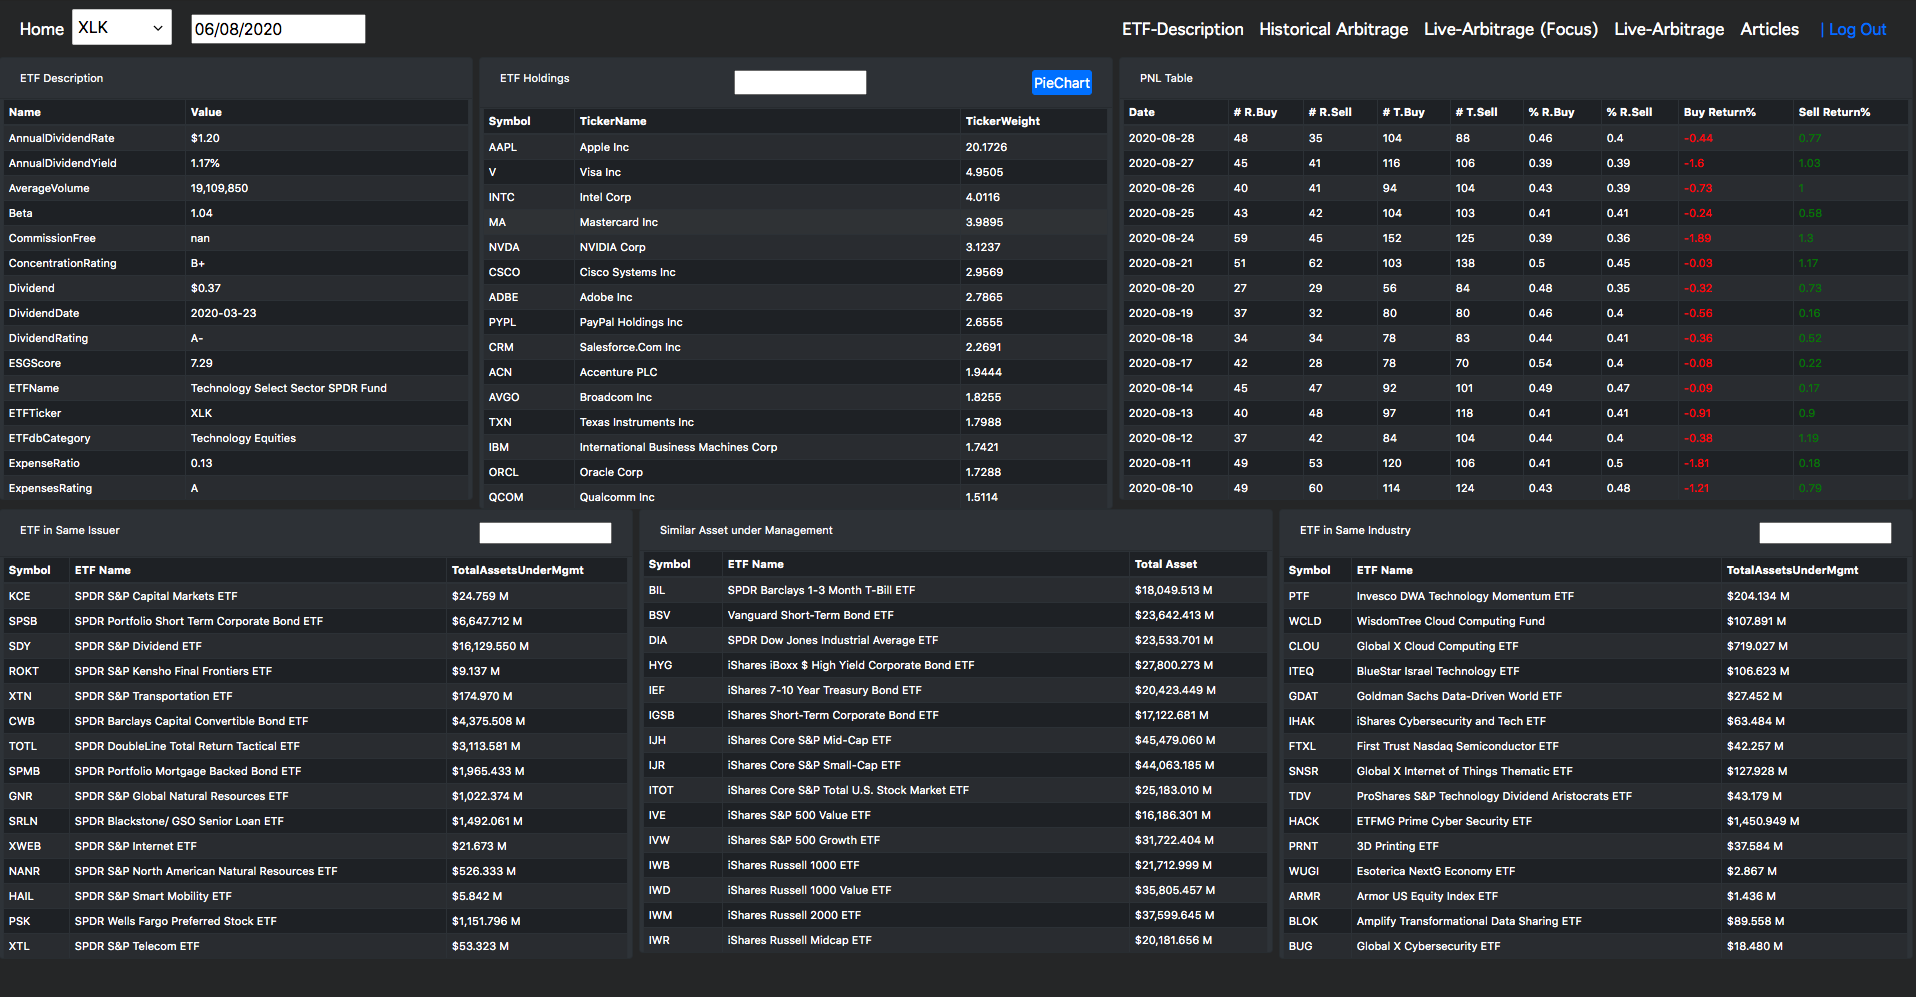 Home XLK 06/08/2020 ETF-Description Historical Arbitrage Live-Arbitrage (Focus) Live-Arbitrage Articles | Log Out
ETF Description
Name Value
AnnualDividendRate $1.20
AnnualDividendYield 1.17%
AverageVolume 19,109,850
Beta 1.04
CommissionFree nan
ConcentrationRating B+
Dividend $0.37
DividendDate 2020-03-23
DividendRating A-
ESGScore 7.29
ETFName Technology Select Sector SPDR Fund
ETFTicker XLK
ETFdbCategory Technology Equities
ExpenseRatio 0.13
ExpensesRating A
ETF Holdings PieChart
Symbol TickerName TickerWeight
AAPL Apple Inc 20.1726
V Visa Inc 4.9505
INTC Intel Corp 4.0116
MA Mastercard Inc 3.9895
NVDA NVIDIA Corp 3.1237
CSCO Cisco Systems Inc 2.9569
ADBE Adobe Inc 2.7865
PYPL PayPal Holdings Inc 2.6555
CRM Salesforce.Com Inc 2.2691
ACN Accenture PLC 1.9444
AVGO Broadcom Inc 1.8255
TXN Texas Instruments Inc 1.7988
IBM International Business Machines Corp 1.7421
ORCL Oracle Corp 1.7288
QCOM Qualcomm Inc 1.5114
PNL Table
Date # R.Buy # R.Sell # T.Buy # T.Sell % R.Buy % R.Sell Buy Return% Sell Return%
2020-08-28 48 35 104 88 0.46 0.4 -0.44 0.77
2020-08-27 45 41 116 106 0.39 0.39 -1.6 1.03
2020-08-26 40 41 94 104 0.43 0.39 -0.73 1
2020-08-25 43 42 104 103 0.41 0.41 -0.24 0.58
2020-08-24 59 45 152 125 0.39 0.36 -1.89 1.3
2020-08-21 51 62 103 138 0.5 0.45 -0.03 1.17
2020-08-20 27 29 56 84 0.48 0.35 -0.32 0.73
2020-08-19 37 32 80 80 0.46 0.4 -0.56 0.16
2020-08-18 34 34 78 83 0.44 0.41 -0.36 0.52
2020-08-17 42 28 78 70 0.54 0.4 -0.08 0.22
2020-08-14 45 47 92 101 0.49 0.47 -0.09 0.17
2020-08-13 40 48 97 118 0.41 0.41 -0.91 0.9
2020-08-12 37 42 84 104 0.44 0.4 -0.38 1.19
2020-08-11 49 53 120 106 0.41 0.5 -1.81 0.18
2020-08-10 49 60 114 124 0.43 0.48 -1.21 0.79
ETF in Same Issuer
Symbol ETF Name TotalAssetsUnderMgmt
KCE SPDR S&P Capital Markets ETF $24.759 M
SPSB SPDR Portfolio Short Term Corporate Bond ETF $6,647.712 M
SDY SPDR S&P Dividend ETF $16,129.550 M
ROKT SPDR S&P Kensho Final Frontiers ETF $9.137 M
XTN SPDR S&P Transportation ETF $174.970 M
CWB SPDR Barclays Capital Convertible Bond ETF $4,375.508 M
TOTL SPDR DoubleLine Total Return Tactical ETF $3,113.581 M
SPMB SPDR Portfolio Mortgage Backed Bond ETF $1,965.433 M
GNR SPDR S&P Global Natural Resources ETF $1,022.374 M
SRLN SPDR Blackstone/ GSO Senior Loan ETF $1,492.061 M
XWEB SPDR S&P Internet ETF $21.673 M
NANR SPDR S&P North American Natural Resources ETF $526.333 M
HAIL SPDR S&P Smart Mobility ETF $5.842 M
PSK SPDR Wells Fargo Preferred Stock ETF $1,151.796 M
XTL SPDR S&P Telecom ETF $53.323 M
Similar Asset under Management
Symbol ETF Name Total Asset
BIL SPDR Barclays 1-3 Month T-Bill ETF $18,049.513 M
BSV Vanguard Short-Term Bond ETF $23,642.413 M
DIA SPDR Dow Jones Industrial Average ETF $23,533.701 M
HYG iShares iBoxx $ High Yield Corporate Bond ETF $27,800.273 M
IEF iShares 7-10 Year Treasury Bond ETF $20,423.449 M
IGSB iShares Short-Term Corporate Bond ETF $17,122.681 M
IJH iShares Core S&P Mid-Cap ETF $45,479.060 M
IJR iShares Core S&P Small-Cap ETF $44,063.185 M
ITOT iShares Core S&P Total U.S. Stock Market ETF $25,183.010 M
IVE iShares S&P 500 Value ETF $16,186.301 M
IVW iShares S&P 500 Growth ETF $31,722.404 M
IWB iShares Russell 1000 ETF $21,712.999 M
IWD iShares Russell 1000 Value ETF $35,805.457 M
IWM iShares Russell 2000 ETF $37,599.645 M
IWR iShares Russell Midcap ETF $20,181.656 M
ETF in Same Industry
Symbol ETF Name TotalAssetsUnderMgmt
PTF Invesco DWA Technology Momentum ETF $204.134 M
WCLD WisdomTree Cloud Computing Fund $107.891 M
CLOU Global X Cloud Computing ETF $719.027 M
ITEQ BlueStar Israel Technology ETF $106.623 M
GDAT Goldman Sachs Data-Driven World ETF $27.452 M
IHAK iShares Cybersecurity and Tech ETF $63.484 M
FTXL First Trust Nasdaq Semiconductor ETF $42.257 M
SNSR Global X Internet of Things Thematic ETF $127.928 M
TDV ProShares S&P Technology Dividend Aristocrats ETF $43.179 M
HACK ETFMG Prime Cyber Security ETF $1,450.949 M
PRNT 3D Printing ETF $37.584 M
WUGI Esoterica NextG Economy ETF $2.867 M
ARMR Armor US Equity Index ETF $1.436 M
BLOK Amplify Transformational Data Sharing ETF $89.558 M
BUG Global X Cybersecurity ETF $18.480 M